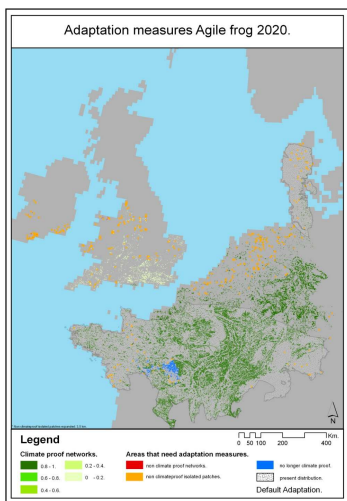 Adaptation measures Agile frog 2020.
N
Legend
0 50 100 200 300 400 Km.
Climate proof networks.
0.8 - 1.
0.6 - 0.8.
0.4 - 0.6.
0.2 - 0.4.
0 - 0.2.
Areas that need adaptation measures.
non climate proof networks.
non climateproof isolated patches.
no longer climate proof.
present distribution.
Default Adaptation.